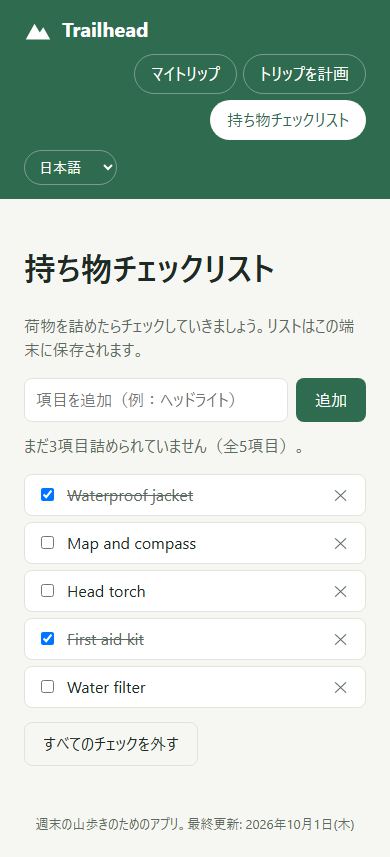 Trailhead
マイトリップ
トリップを計画
持ち物チェックリスト
日本語
持ち物チェックリスト
荷物を詰めたらチェックしていきましょう。リストはこの端
末に保存されます。
項目を追加（例：ヘッドライト）
追加
まだ3項目詰められていません（全5項目）。
Waterproof jacket
Map and compass
Head torch
First aid kit
Water filter
すべてのチェックを外す
週末の山歩きのためのアプリ。最終更新: 2026年10月1日(木)